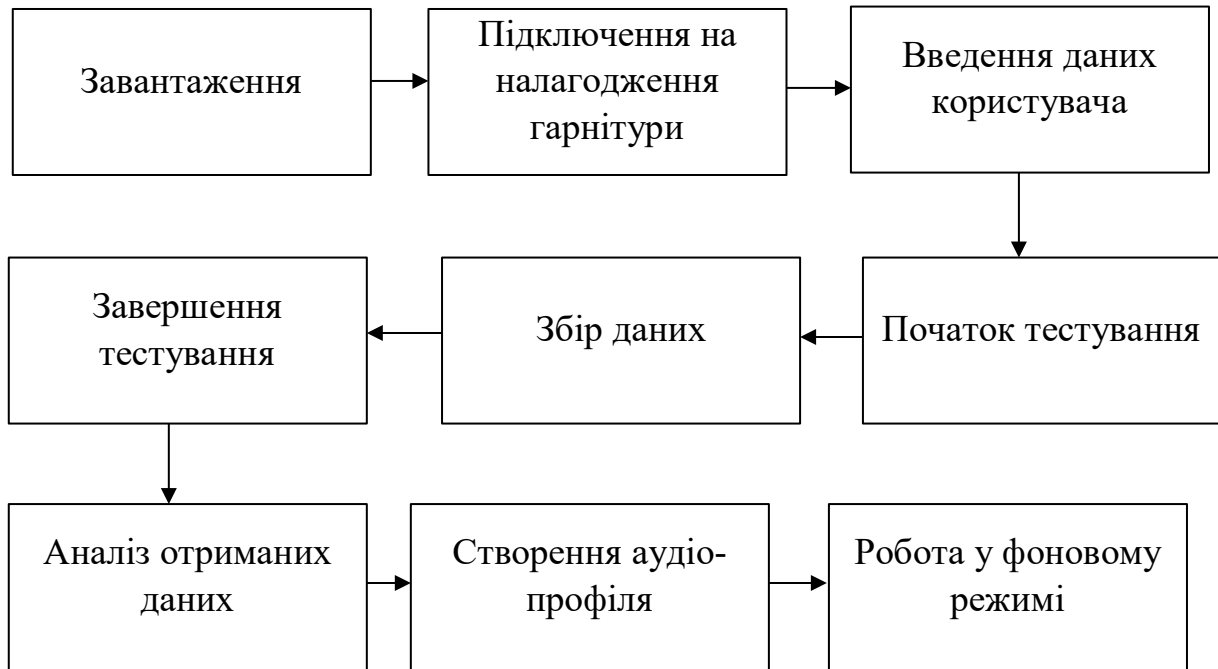 Завантаження
Підключення на
налагодження
гарнітури
Введення даних
користувача
Початок тестування
Збір даних
Завершення
тестування
Аналіз отриманих
даних
Створення аудіо-
профіля
Робота у фоновому
режимі